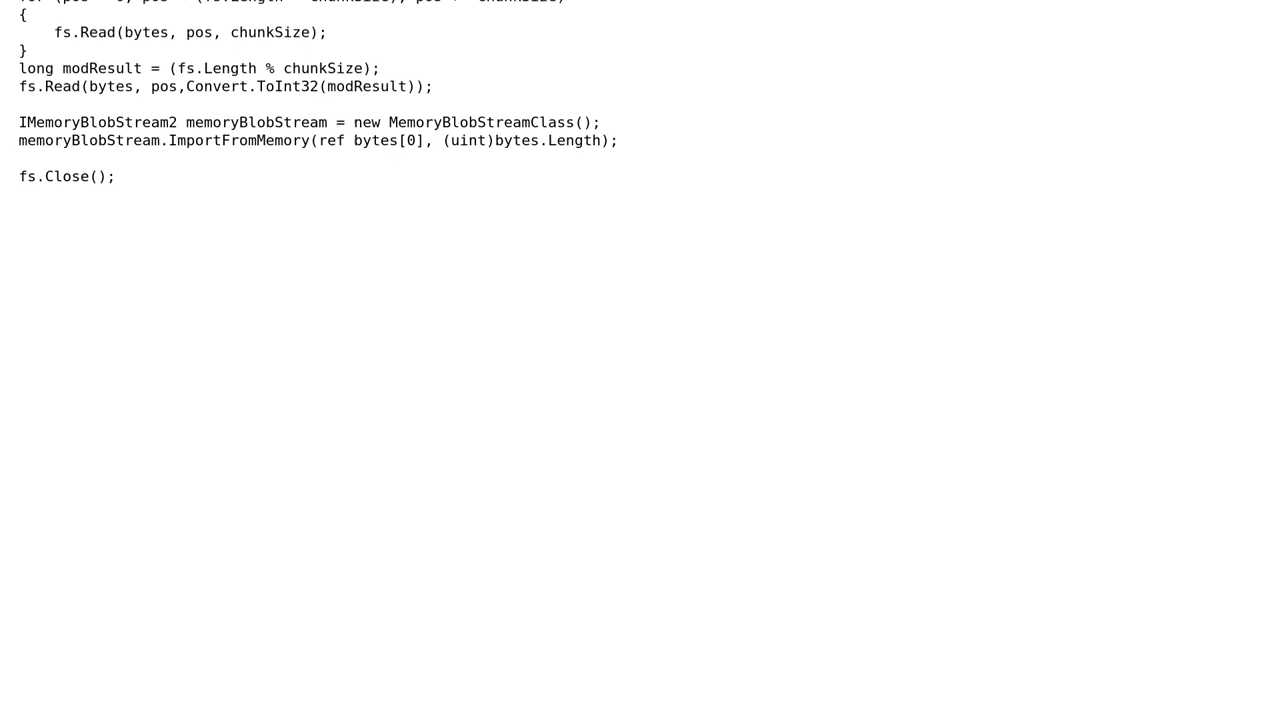 {
    fs.Read(bytes, pos, chunkSize);
}
long modResult = (fs.Length % chunkSize);
fs.Read(bytes, pos,Convert.ToInt32(modResult));

IMemoryBlobStream2 memoryBlobStream = new MemoryBlobStreamClass();
memoryBlobStream.ImportFromMemory(ref bytes[0], (uint)bytes.Length);

fs.Close();